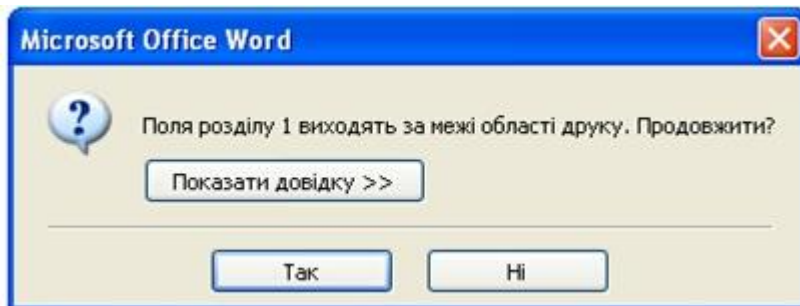 Microsoft Office Word
Поля розділу 1 виходять за межі області друку. Продовжити?
Показати довідку >>
Так
Ні